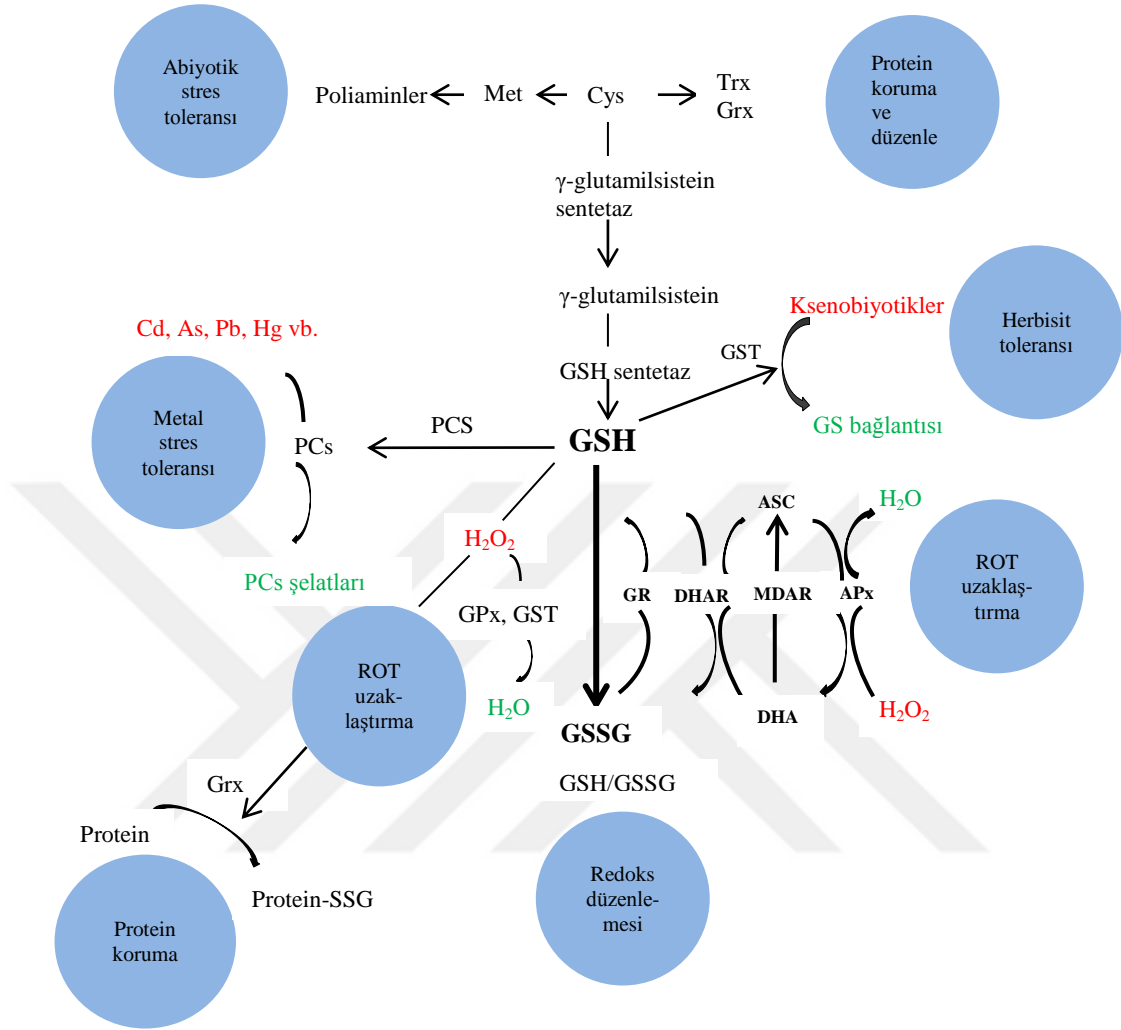 Abiyotik
stres
toleransı
Poliaminler
Met
Cys
Trx
Grx
Protein
koruma
ve
düzenle
γ-glutamilsistein
sentetaz
γ-glutamilsistein
Ksenobiyotikler
Herbisit
toleransı
Cd, As, Pb, Hg vb.
GST
GSH sentetaz
Metal
stres
toleransı
PCs
PCS
GSH
GS bağlantısı
ASC
H₂O
H₂O₂
PCs şelatları
GPx, GST
GR
DHAR
MDAR
APx
ROT
uzaklaş-
tırma
ROT
uzak-
laştırma
H₂O
GSSG
DHA
H₂O₂
GSH/GSSG
Grx
Protein
Protein-SSG
Protein
koruma
Redoks
düzenle-
mesi